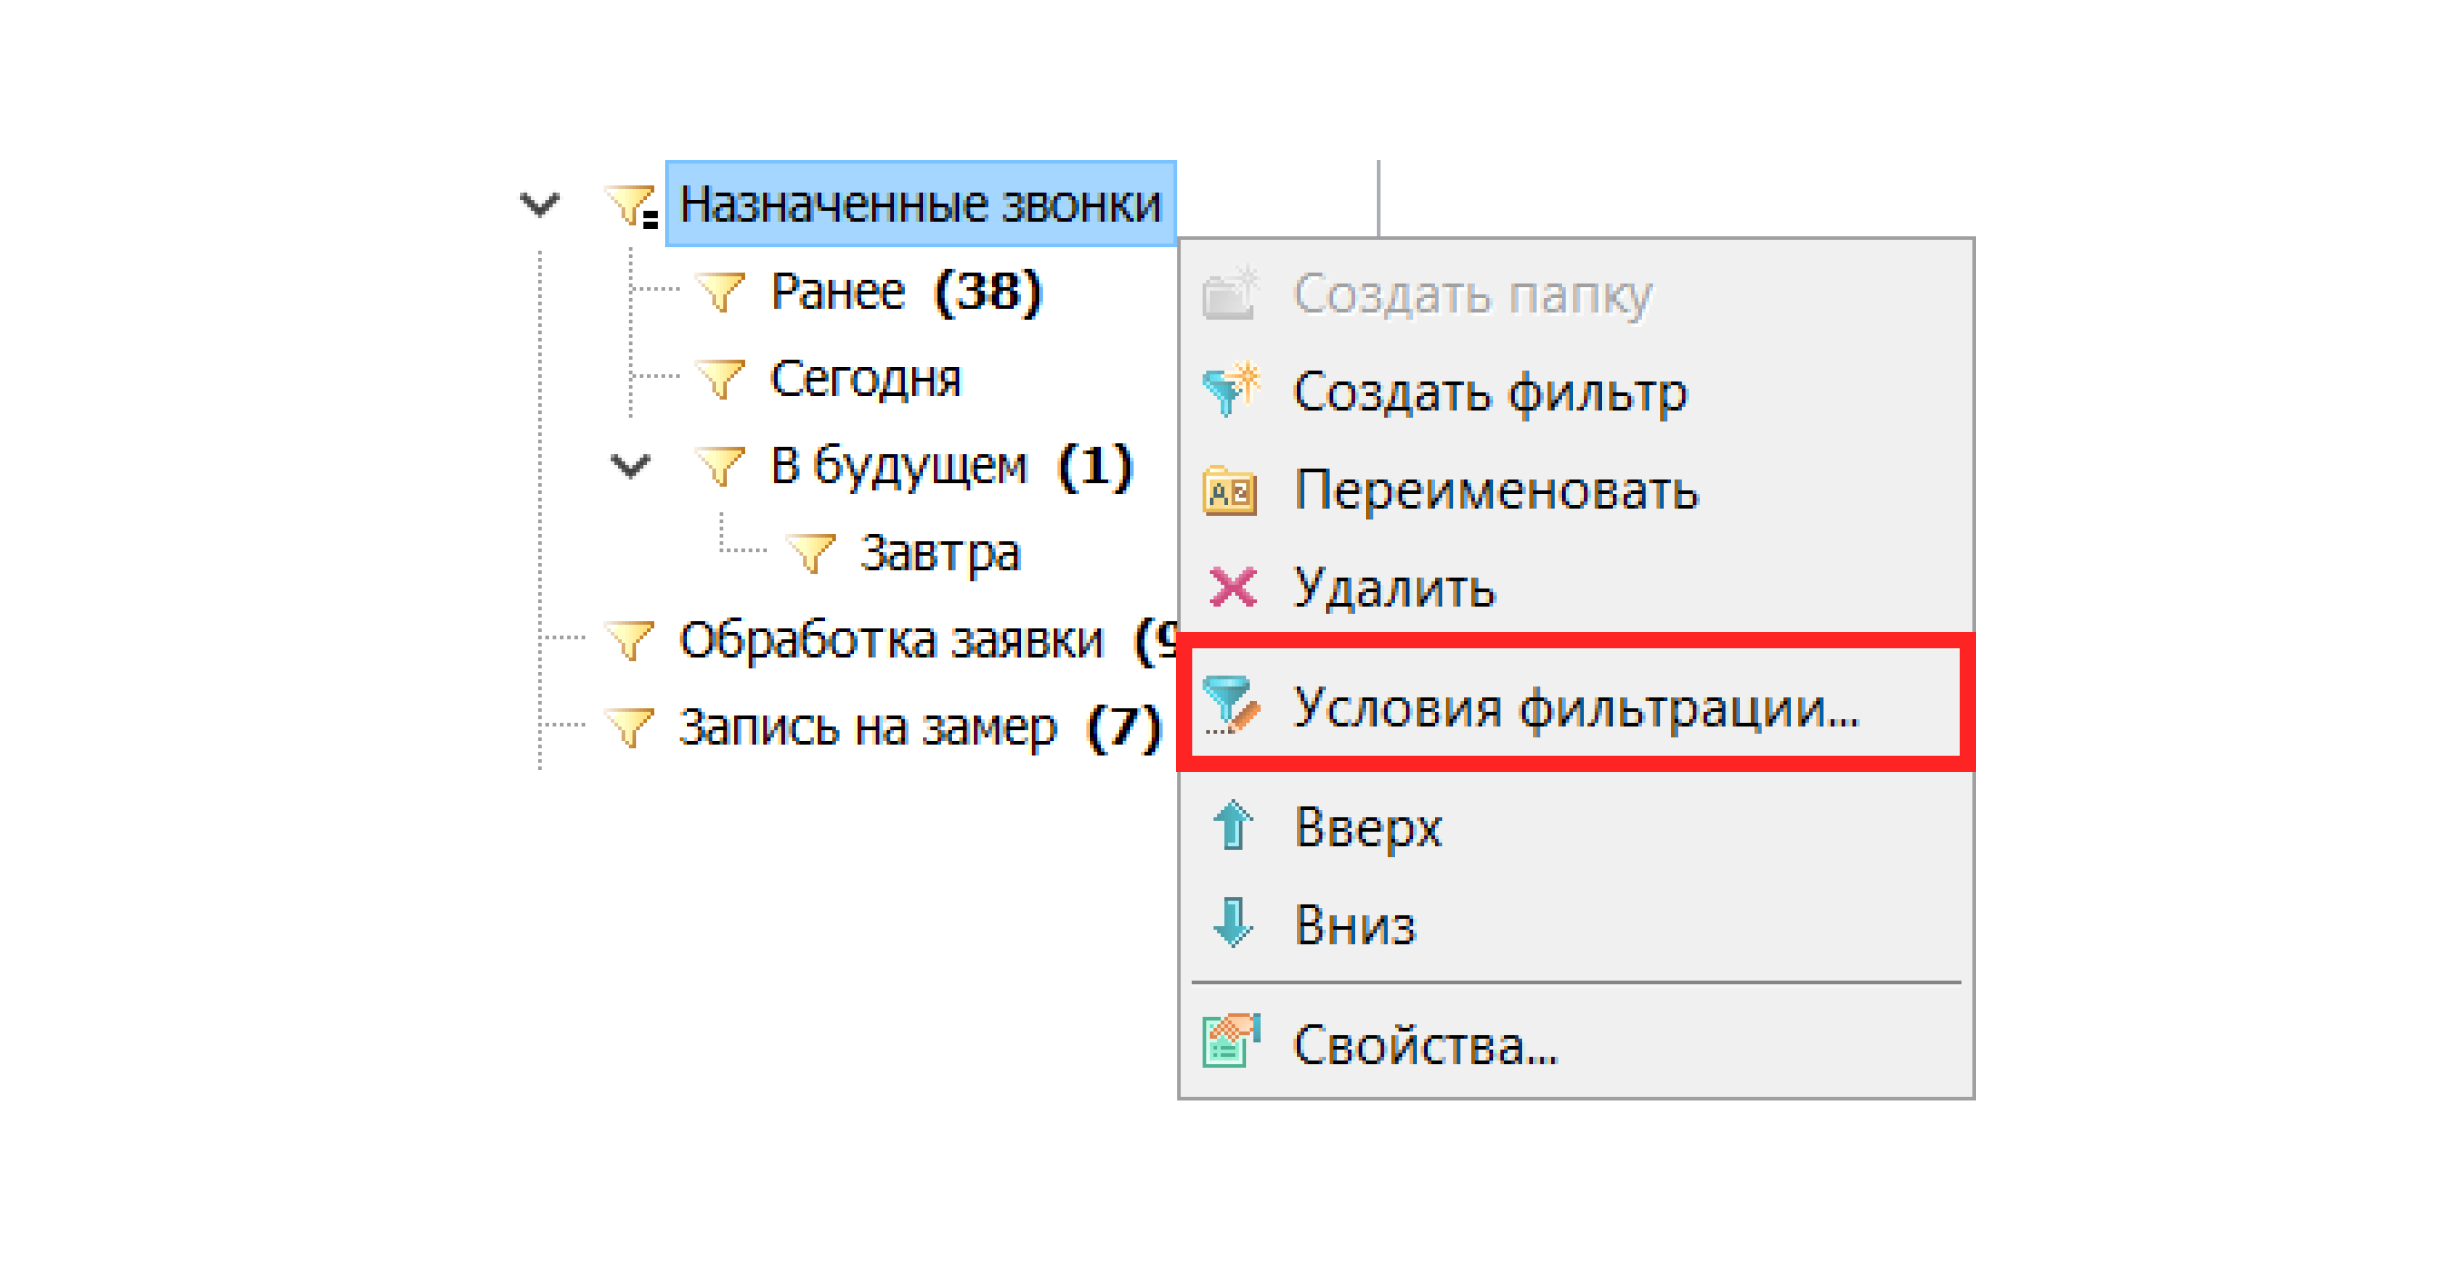 Назначенные звонки
Ранее (38)
Сегодня
В будущем (1)
Завтра
Обработка заявки (9
Запись на замер (7)
Создать папку
Создать фильтр
Переименовать
Удалить
Условия фильтрации...
Вверх
Вниз
Свойства...